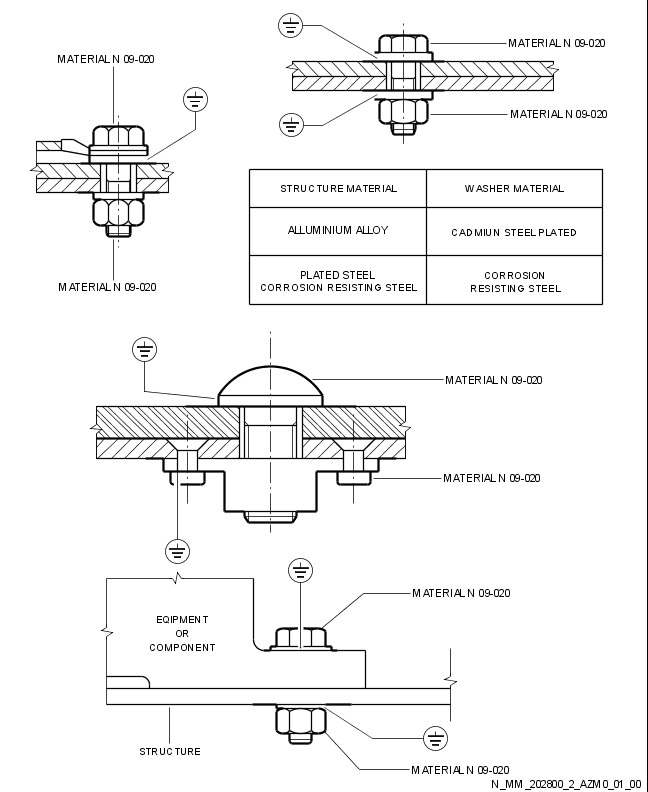 MATERIAL N 09-020
MATERIAL N 09-020
MATERIAL N 09-020
MATERIAL N 09-020
STRUCTURE MATERIAL WASHER MATERIAL
ALLUMINIUM ALLOY CADMIUN STEEL PLATED
PLATED STEEL CORROSION
CORROSION RESISTING STEEL RESISTING STEEL
MATERIAL N 09-020
MATERIAL N 09-020
MATERIAL N 09-020
EQIPMENT
OR
COMPONENT
STRUCTURE
MATERIAL N 09-020
N_MM_202800_2_AZM0_01_00